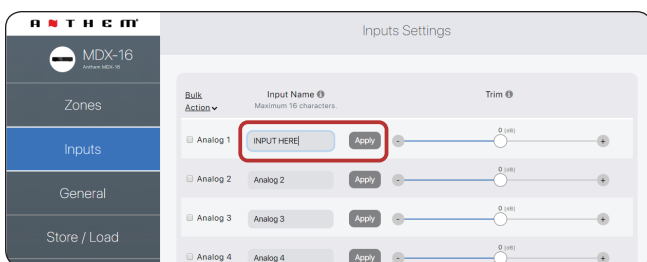 ANTHEM
Inputs Settings
MDX-16
Anthem MDX-16
Zones
Inputs
General
Store / Load
Bulk
Action
Input Name
Maximum 16 characters.
Trim
Analog 1
INPUT HERE
Apply
-
0 [dB]
+
Analog 2
Analog 2
Apply
-
0 [dB]
+
Analog 3
Analog 3
Apply
-
0 [dB]
+
Analog 4
Analog 4
Apply
-
0 [dB]
+